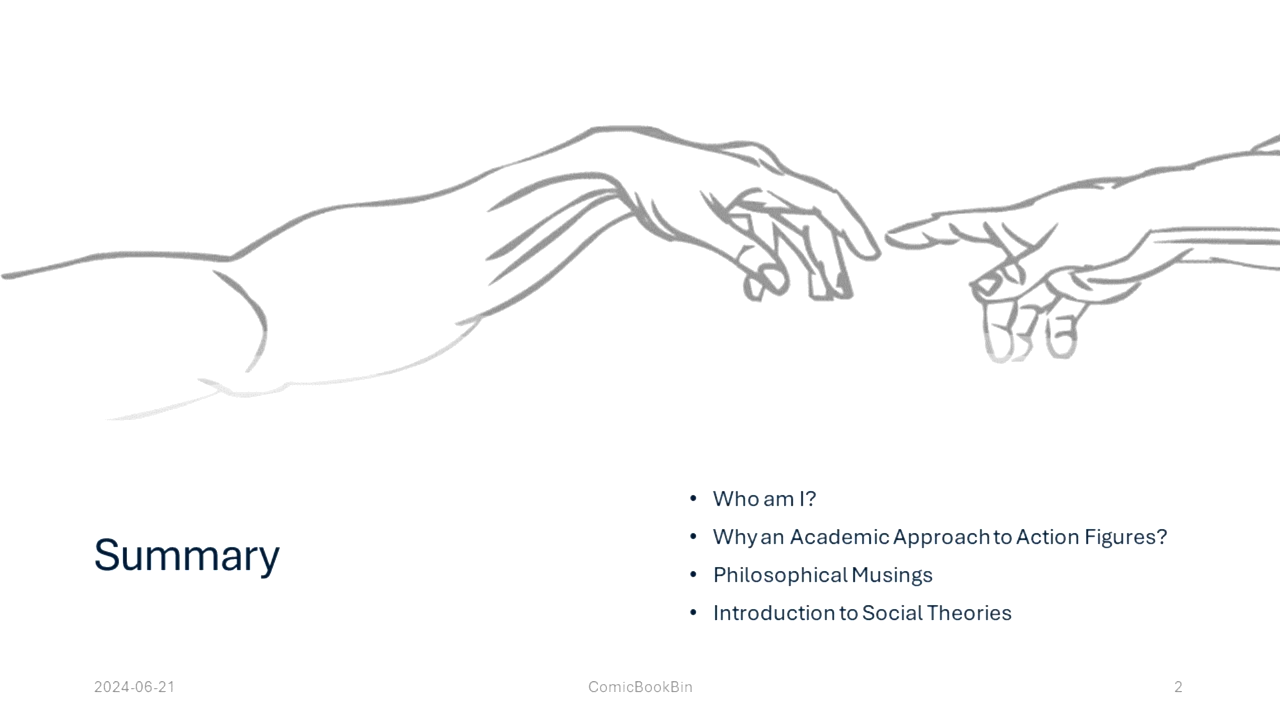 Summary
• Who am I?
• Why an Academic Approach to Action Figures?
• Philosophical Musings
• Introduction to Social Theories
2024-06-21
ComicBookBin
2